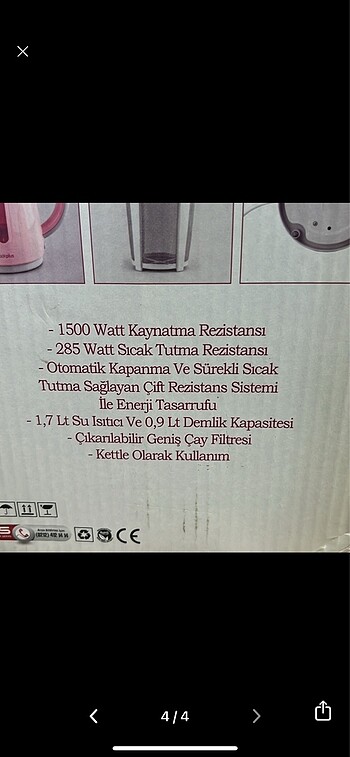 - 1500 Watt Kaynatma Rezistansı
- 285 Watt Sıcak Tutma Rezistansı
- Otomatik Kapanma Ve Sürekli Sıcak
Tutma Sağlayan Çift Rezistans Sistemi
İle Enerji Tasarrufu
- 1,7 Lt Su Isıtıcı Ve 0,9 Lt Demlik Kapasitesi
- Çıkarılabilir Geniş Çay Filtresi
- Kettle Olarak Kullanım
CE
4/4